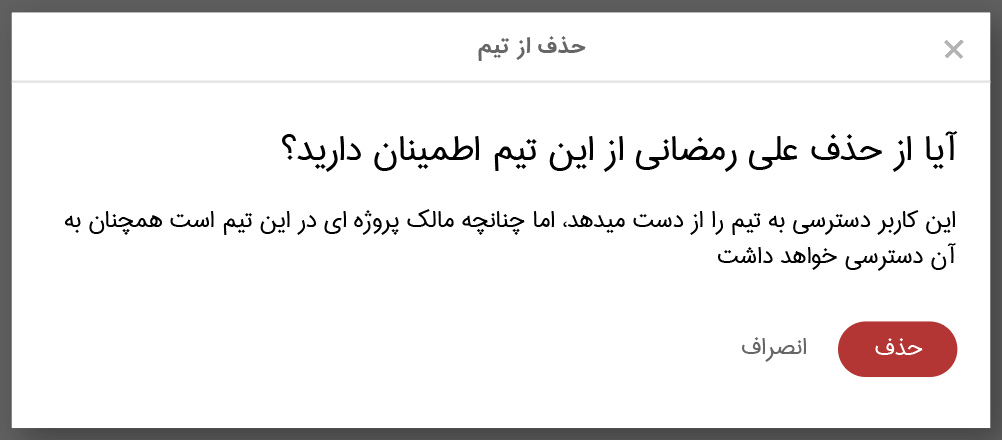 حذف از تیم
آیا از حذف علی رمضانی از این تیم اطمینان دارید؟
این کاربر دسترسی به تیم را از دست میدهد، اما چنانچه مالک پروژه ای در این تیم است همچنان به
آن دسترسی خواهد داشت
حذف
انصراف